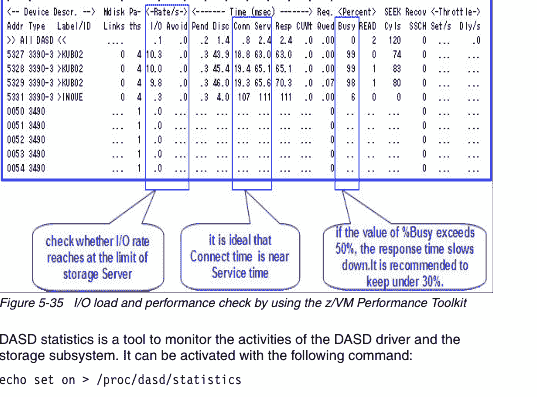 <-- Device Descr. --> Mdisk Pa- <-Rate/s-> <------- Time (msec) -------> Req. <Percent> SEEK Recov <-Throttle->
Addr Type Label/ID Links ths I/O Avoid Pend Disc Conn Serv Resp CUWt Qued Busy READ Cyls SSCH Set/s Dly/s
>> All DASD << .... .1 .0 .2 1.4 .8 2.4 2.4 .0 .00 0 2 120 0 ... .0
5327 3390-3 >KUB02 0 4 10.3 .0 .3 43.9 18.8 63.0 63.0 .0 .00 99 0 74 0 ... ...
5328 3390-3 >KUB02 0 4 10.0 .0 .3 45.4 19.4 65.1 65.1 .0 .00 99 1 83 0 ... ...
5329 3390-3 >KUB02 0 4 9.8 .0 .3 46.0 19.3 65.6 70.3 .0 .07 98 1 80 0 ... ...
5331 3390-3 >INOUE 0 4 .3 .0 .3 4.0 107 111 111 .0 .00 6 0 0 0 ... ...
0050 3490 ... 1 .0 ... ... ... ... ... ... ... .00 .. .. ... 0 ... ...
0051 3490 ... 1 .0 ... ... ... ... ... ... ... .00 .. .. ... 0 ... ...
0052 3490 ... 1 .0 ... ... ... ... ... ... ... .00 .. .. ... 0 ... ...
0053 3490 ... 1 .0 ... ... ... ... ... ... ... .00 .. .. ... 0 ... ...
0054 3490 ... 1 .0 ... ... ... ... ... ... ... .00 .. .. ... 0 ... ...
check whether I/O rate
reaches at the limit of
storage Server
it is ideal that
Connect time is near
Service time
if the value of %Busy exceeds
50%, the response time slows
down.It is recommended to
keep under 30%.
Figure 5-35 I/O load and performance check by using the z/VM Performance Toolkit
DASD statistics is a tool to monitor the activities of the DASD driver and the
storage subsystem. It can be activated with the following command:
echo set on > /proc/dasd/statistics